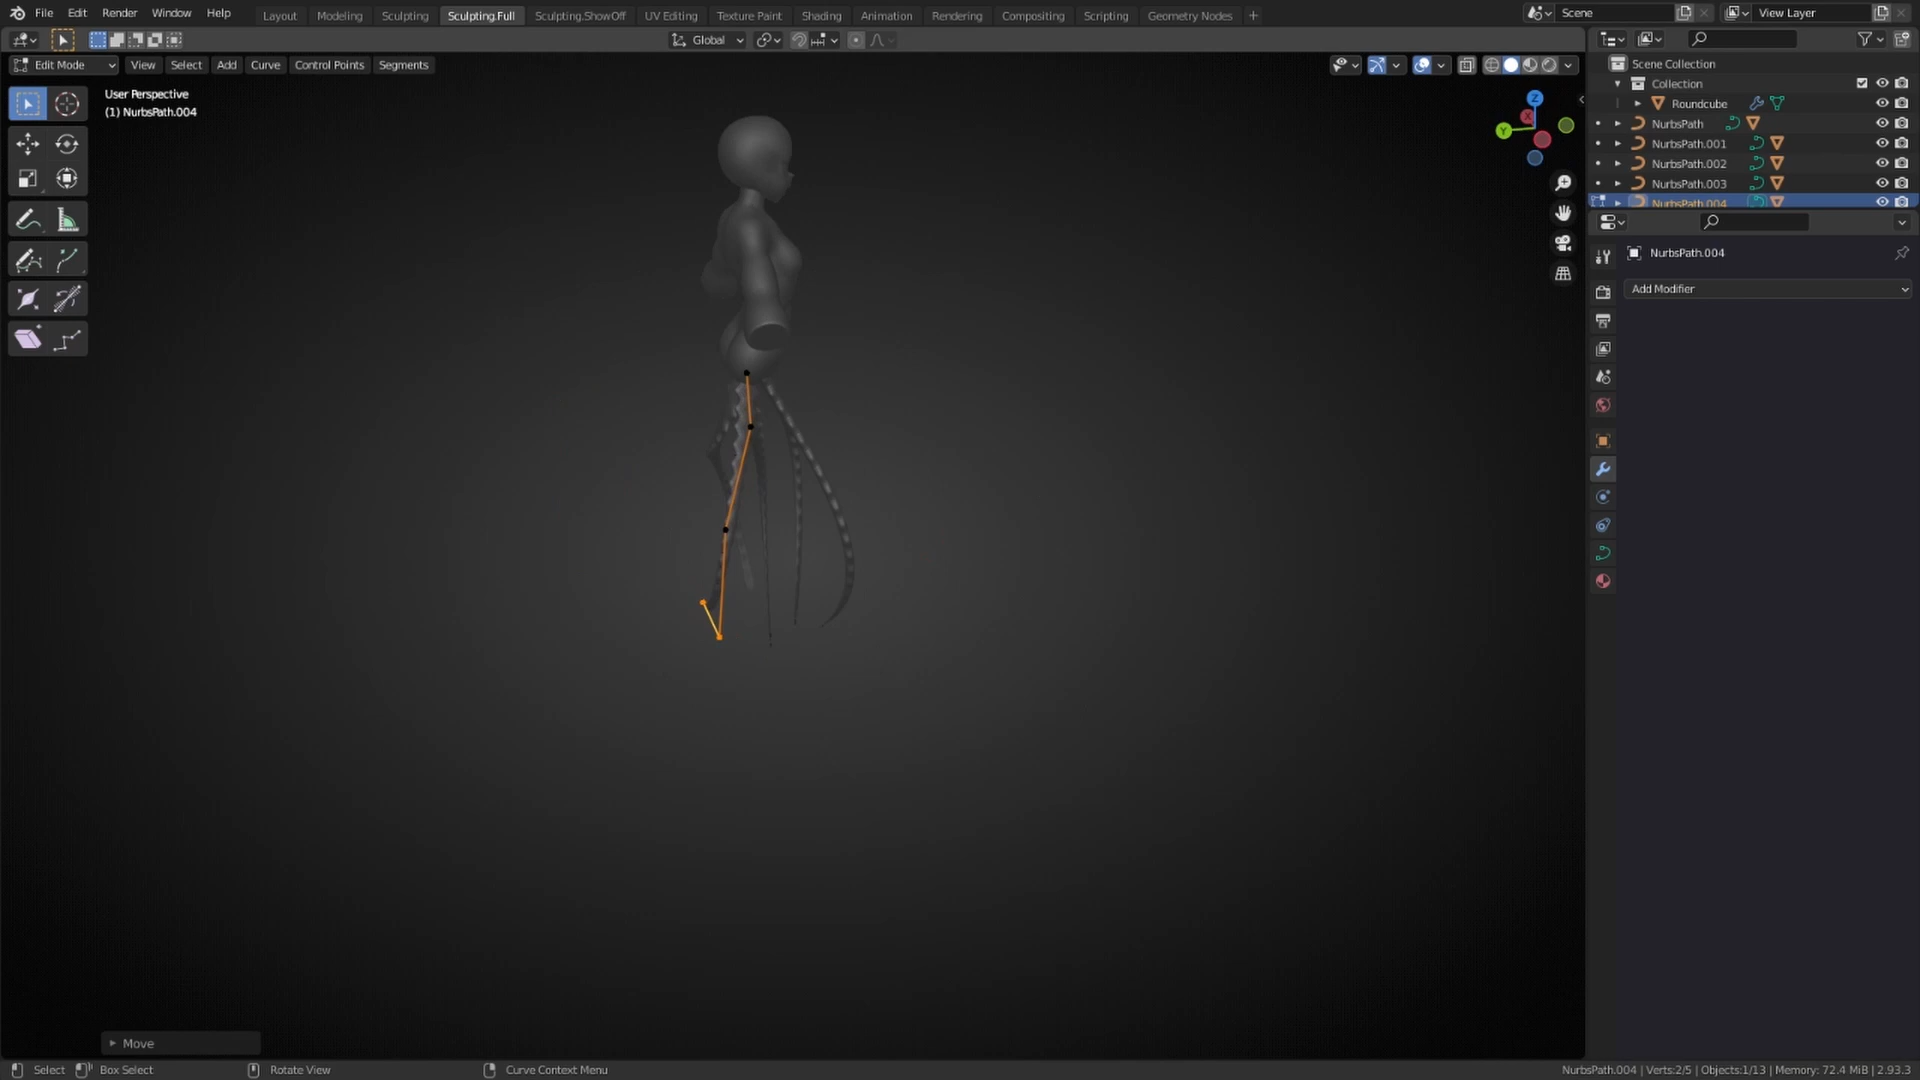 File Edit Render Window Help Layout Modeling Sculpting Sculpting.Full Sculpting.ShowOff UV Editing Texture Paint Shading Animation Rendering Compositing Scripting Geometry Nodes + Scene View Layer
Global
Edit Mode View Select Add Curve Control Points Segments
Scene Collection
User Perspective
(1) NurbsPath.004
Collection
Roundcube
NurbsPath
NurbsPath.001
NurbsPath.002
NurbsPath.003
NurbsPath.004
Z
X
Y
NurbsPath.004
Add Modifier
Move
Select Box Select Rotate View Curve Context Menu NurbsPath.004 | Verts:2/5 | Objects:1/13 | Memory: 72.4 MiB | 2.93.3